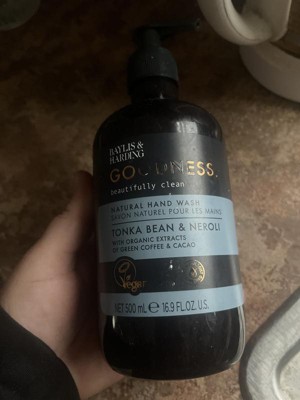 BAYLIS &
HARDING
GOODNESS.
beautifully clean
NATURAL HAND WASH
SAVON NATUREL POUR LES MAINS
TONKA BEAN & NEROLI
WITH ORGANIC EXTRACTS
OF GREEN COFFEE & CACAO
Vegan
NET 500 mL ℮ 16.9 FL.OZ. U.S.